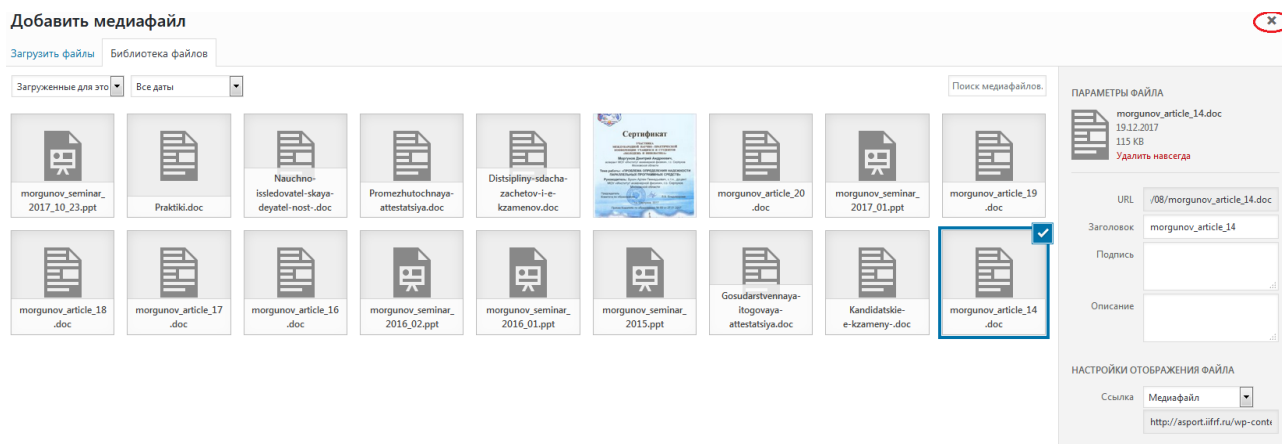 Добавить медиафайл
Загрузить файлы
Библиотека файлов
Загруженные для это
Все даты
Поиск медиафайлов.
morgunov_seminar_
2017_10_23.ppt
Praktiki.doc
Nauchno-
issledovatel-skaya-
deyatel-nost-.doc
Promezhutochnaya-
attestatsiya.doc
Distsipliny-sdacha-
zachetov-i-e-
kzamenov.doc
Сертификат
morgunov_article_20
.doc
morgunov_seminar_
2017_01.ppt
morgunov_article_19
.doc
morgunov_article_18
.doc
morgunov_article_17
.doc
morgunov_article_16
.doc
morgunov_seminar_
2016_02.ppt
morgunov_seminar_
2016_01.ppt
morgunov_seminar_
2015.ppt
Gosudarstvennaya-
itogovaya-
attestatsiya.doc
Kandidatskie-
e-kzameny-.doc
morgunov_article_14
.doc
ПАРАМЕТРЫ ФАЙЛА
morgunov_article_14.doc
19.12.2017
115 KB
Удалить навсегда
URL /08/morgunov_article_14.doc
Заголовок morgunov_article_14
Подпись
Описание
НАСТРОЙКИ ОТОБРАЖЕНИЯ ФАЙЛА
Ссылка Медиафайл
http://asport.iifrf.ru/wp-conte